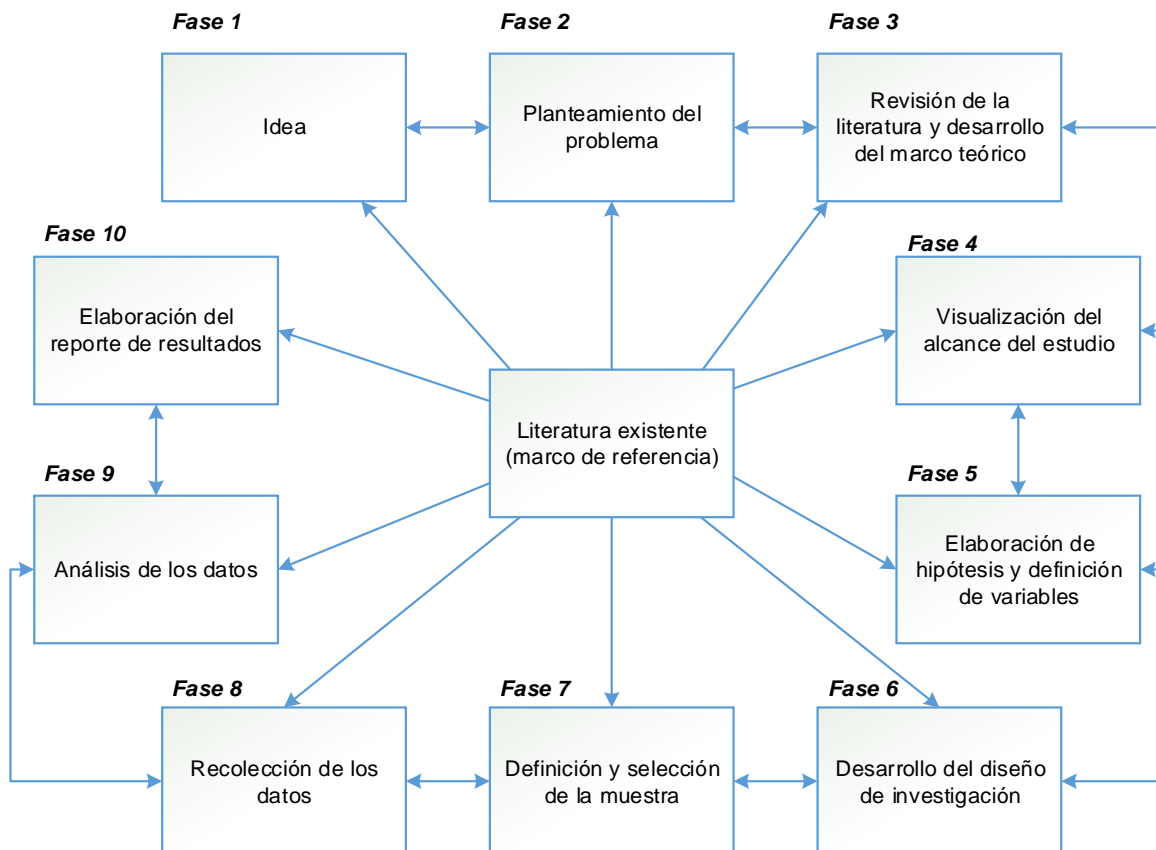 Fase 1
Idea
Fase 2
Planteamiento del
problema
Fase 3
Revisión de la
literatura y desarrollo
del marco teórico
Fase 10
Elaboración del
reporte de resultados
Fase 4
Visualización del
alcance del estudio
Literatura existente
(marco de referencia)
Fase 9
Análisis de los datos
Fase 5
Elaboración de
hipótesis y definición
de variables
Fase 8
Recolección de los
datos
Fase 7
Definición y selección
de la muestra
Fase 6
Desarrollo del diseño
de investigación